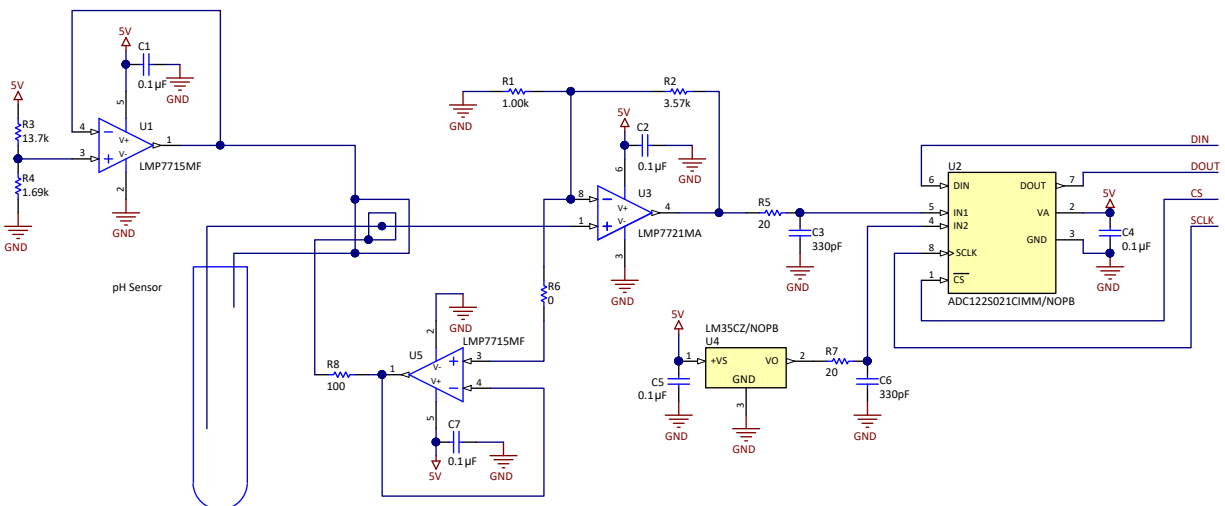 5V
R3
13.7k
R4
1.69k
GND
5V
C1
0.1µF
GND
5
4
3
1
2
U1
V+
V-
LMP7715MF
GND
R1
1.00k
GND
R2
3.57k
5V
C2
0.1µF
GND
6
8
1
4
3
U3
V+
V-
LMP7721MA
GND
R5
20
C3
330pF
GND
pH Sensor
R6
0
R8
100
GND
LMP7715MF
U5
2
3
4
1
5
V-
V+
C7
0.1µF
5V
GND
5V
LM35CZ/NOPB
U4
1
+VS
VO
2
GND
3
GND
C5
0.1µF
GND
R7
20
C6
330pF
GND
U2
6
DIN
DOUT
7
5
IN1
4
IN2
VA
2
GND
3
8
SCLK
1
CS
ADC122S021CIMM/NOPB
5V
C4
0.1µF
GND
DIN
DOUT
CS
SCLK